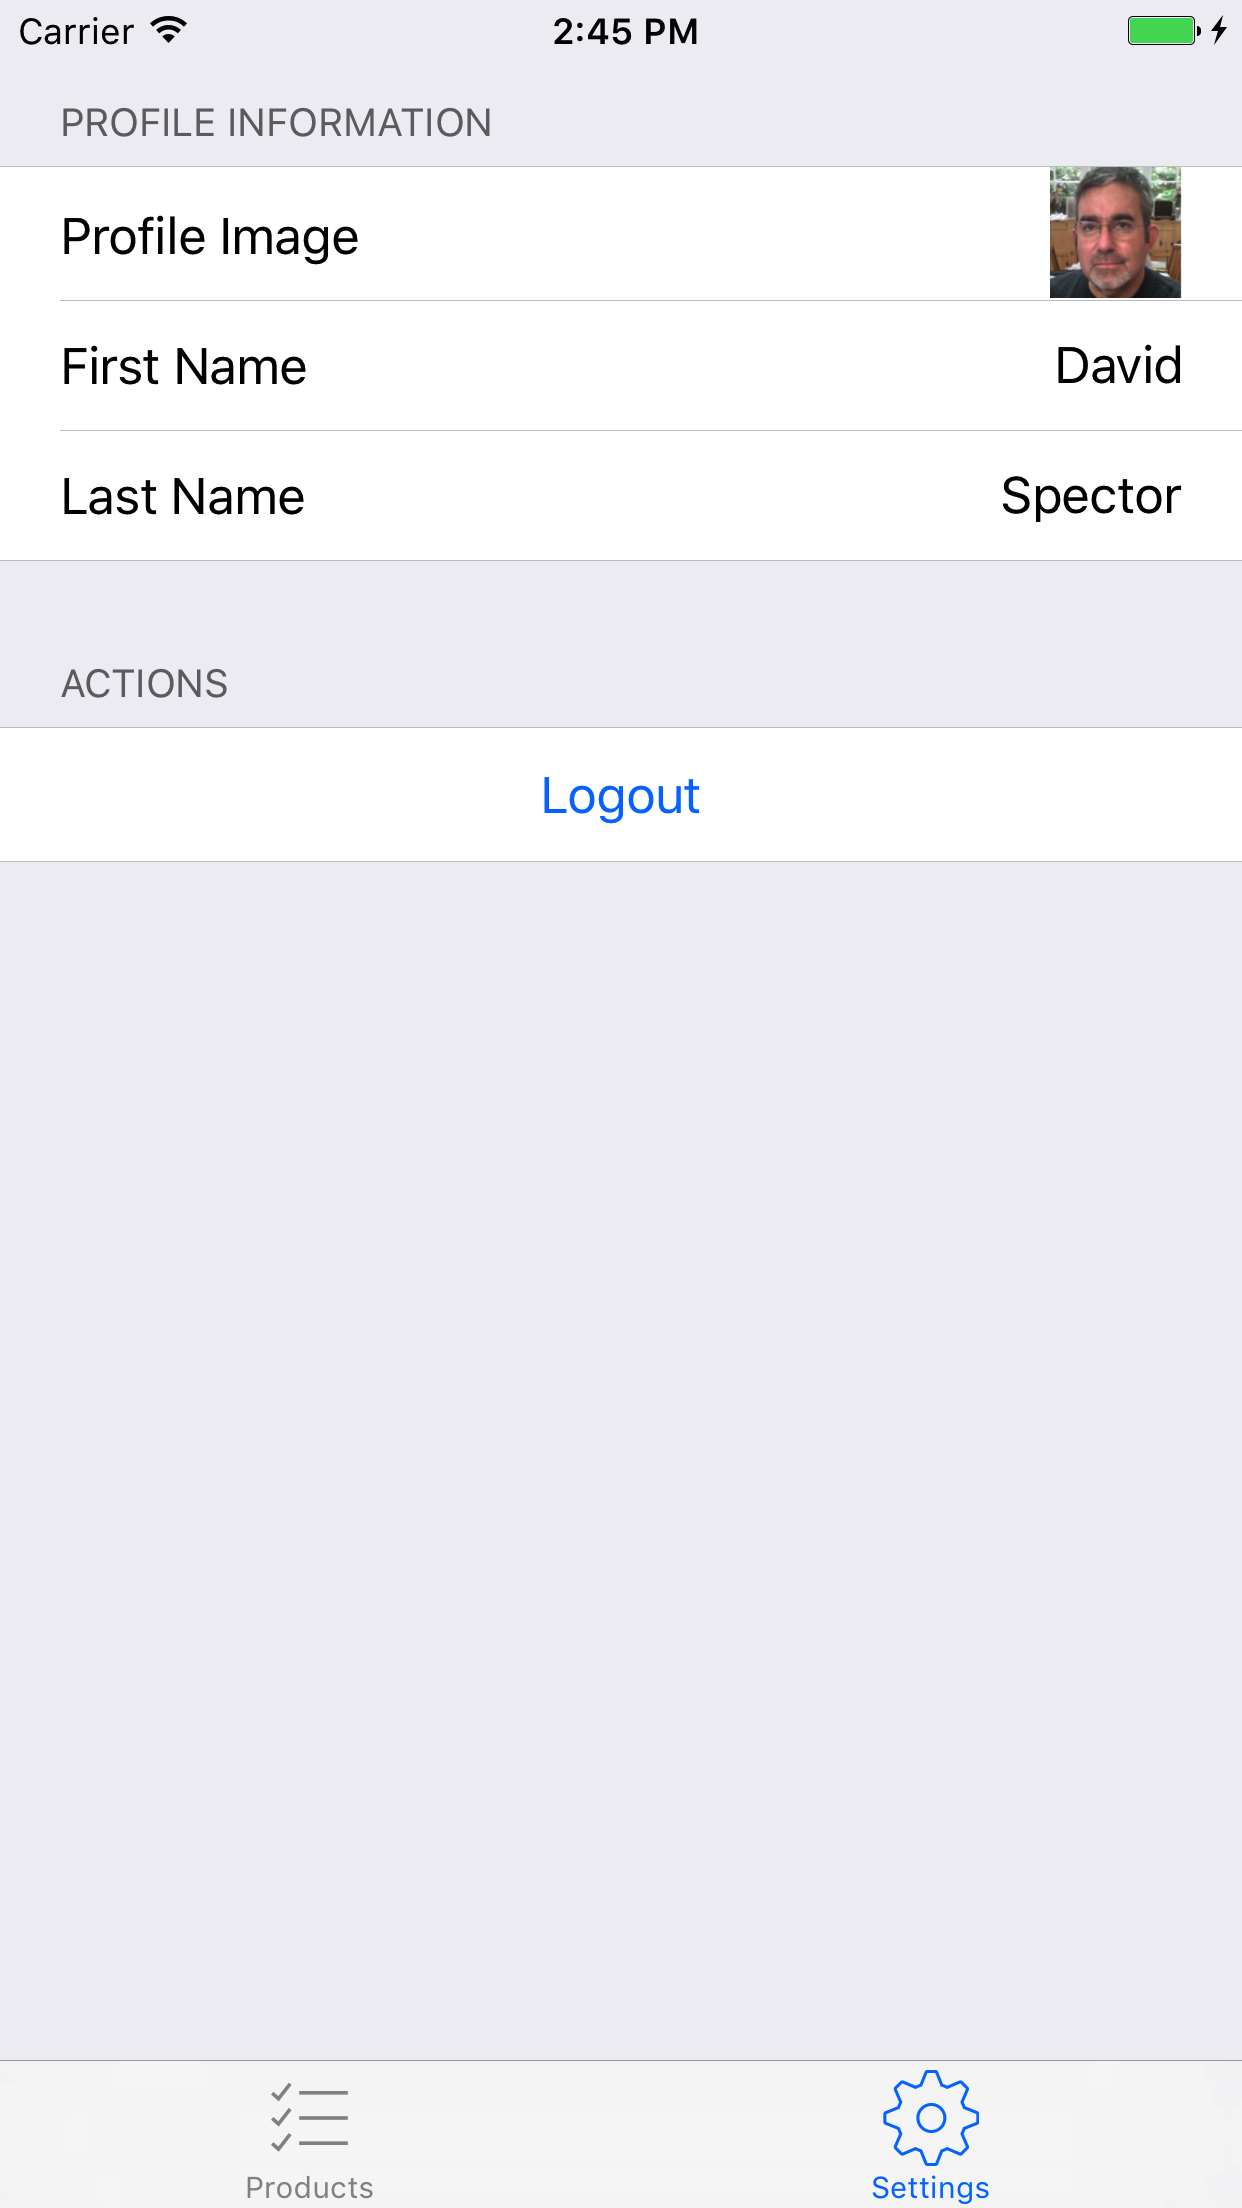 Carrier 2:45 PM
PROFILE INFORMATION
Profile Image
First Name David
Last Name Spector
ACTIONS
Logout
Products Settings